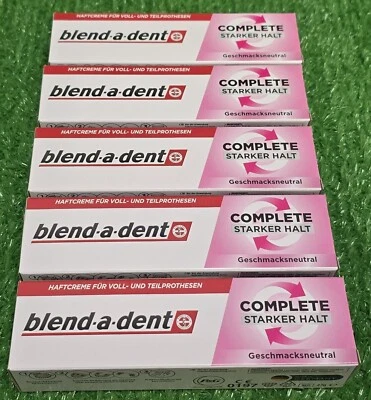 HAFTCREME FÜR VOLL- UND TEILPROTHESEN
blend-a-dent
COMPLETE
STARKER HALT
Geschmacksneutral
HAFTCREME FÜR VOLL- UND TEILPROTHESEN
blend-a-dent
COMPLETE
STARKER HALT
Geschmacksneutral
HAFTCREME FÜR VOLL- UND TEILPROTHESEN
blend-a-dent
COMPLETE
STARKER HALT
Geschmacksneutral
HAFTCREME FÜR VOLL- UND TEILPROTHESEN
blend-a-dent
COMPLETE
STARKER HALT
Geschmacksneutral
HAFTCREME FÜR VOLL- UND TEILPROTHESEN
blend-a-dent
COMPLETE
STARKER HALT
Geschmacksneutral
0197